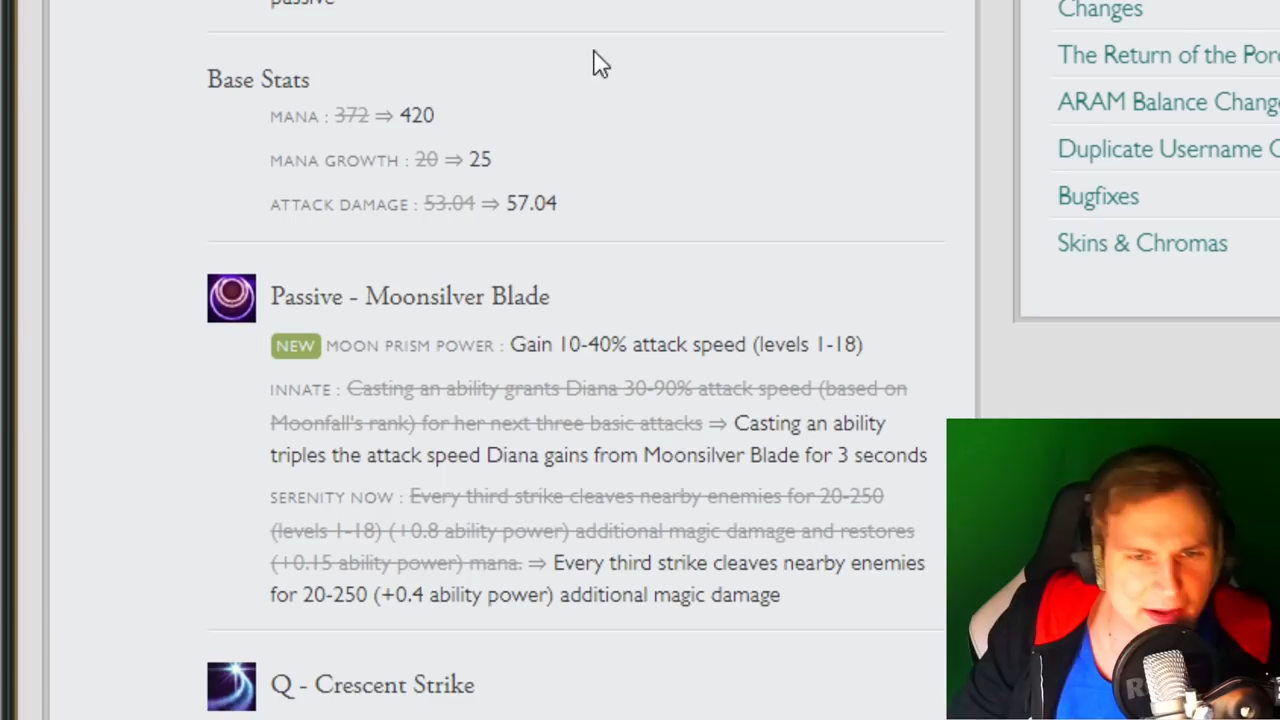 passive
Base Stats
MANA : 372 ⇒ 420
MANA GROWTH : 20 ⇒ 25
ATTACK DAMAGE : 53.04 ⇒ 57.04
Passive - Moonsilver Blade
NEW MOON PRISM POWER : Gain 10-40% attack speed (levels 1-18)
INNATE : Casting an ability grants Diana 30-90% attack speed (based on
Moonfall's rank) for her next three basic attacks ⇒ Casting an ability
triples the attack speed Diana gains from Moonsilver Blade for 3 seconds
SERENITY NOW : Every third strike cleaves nearby enemies for 20-250
(levels 1-18) (+0.8 ability power) additional magic damage and restores
(+0.15 ability power) mana. ⇒ Every third strike cleaves nearby enemies
for 20-250 (+0.4 ability power) additional magic damage
Q - Crescent Strike
Changes
The Return of the Por
ARAM Balance Chang
Duplicate Username
Bugfixes
Skins & Chromas